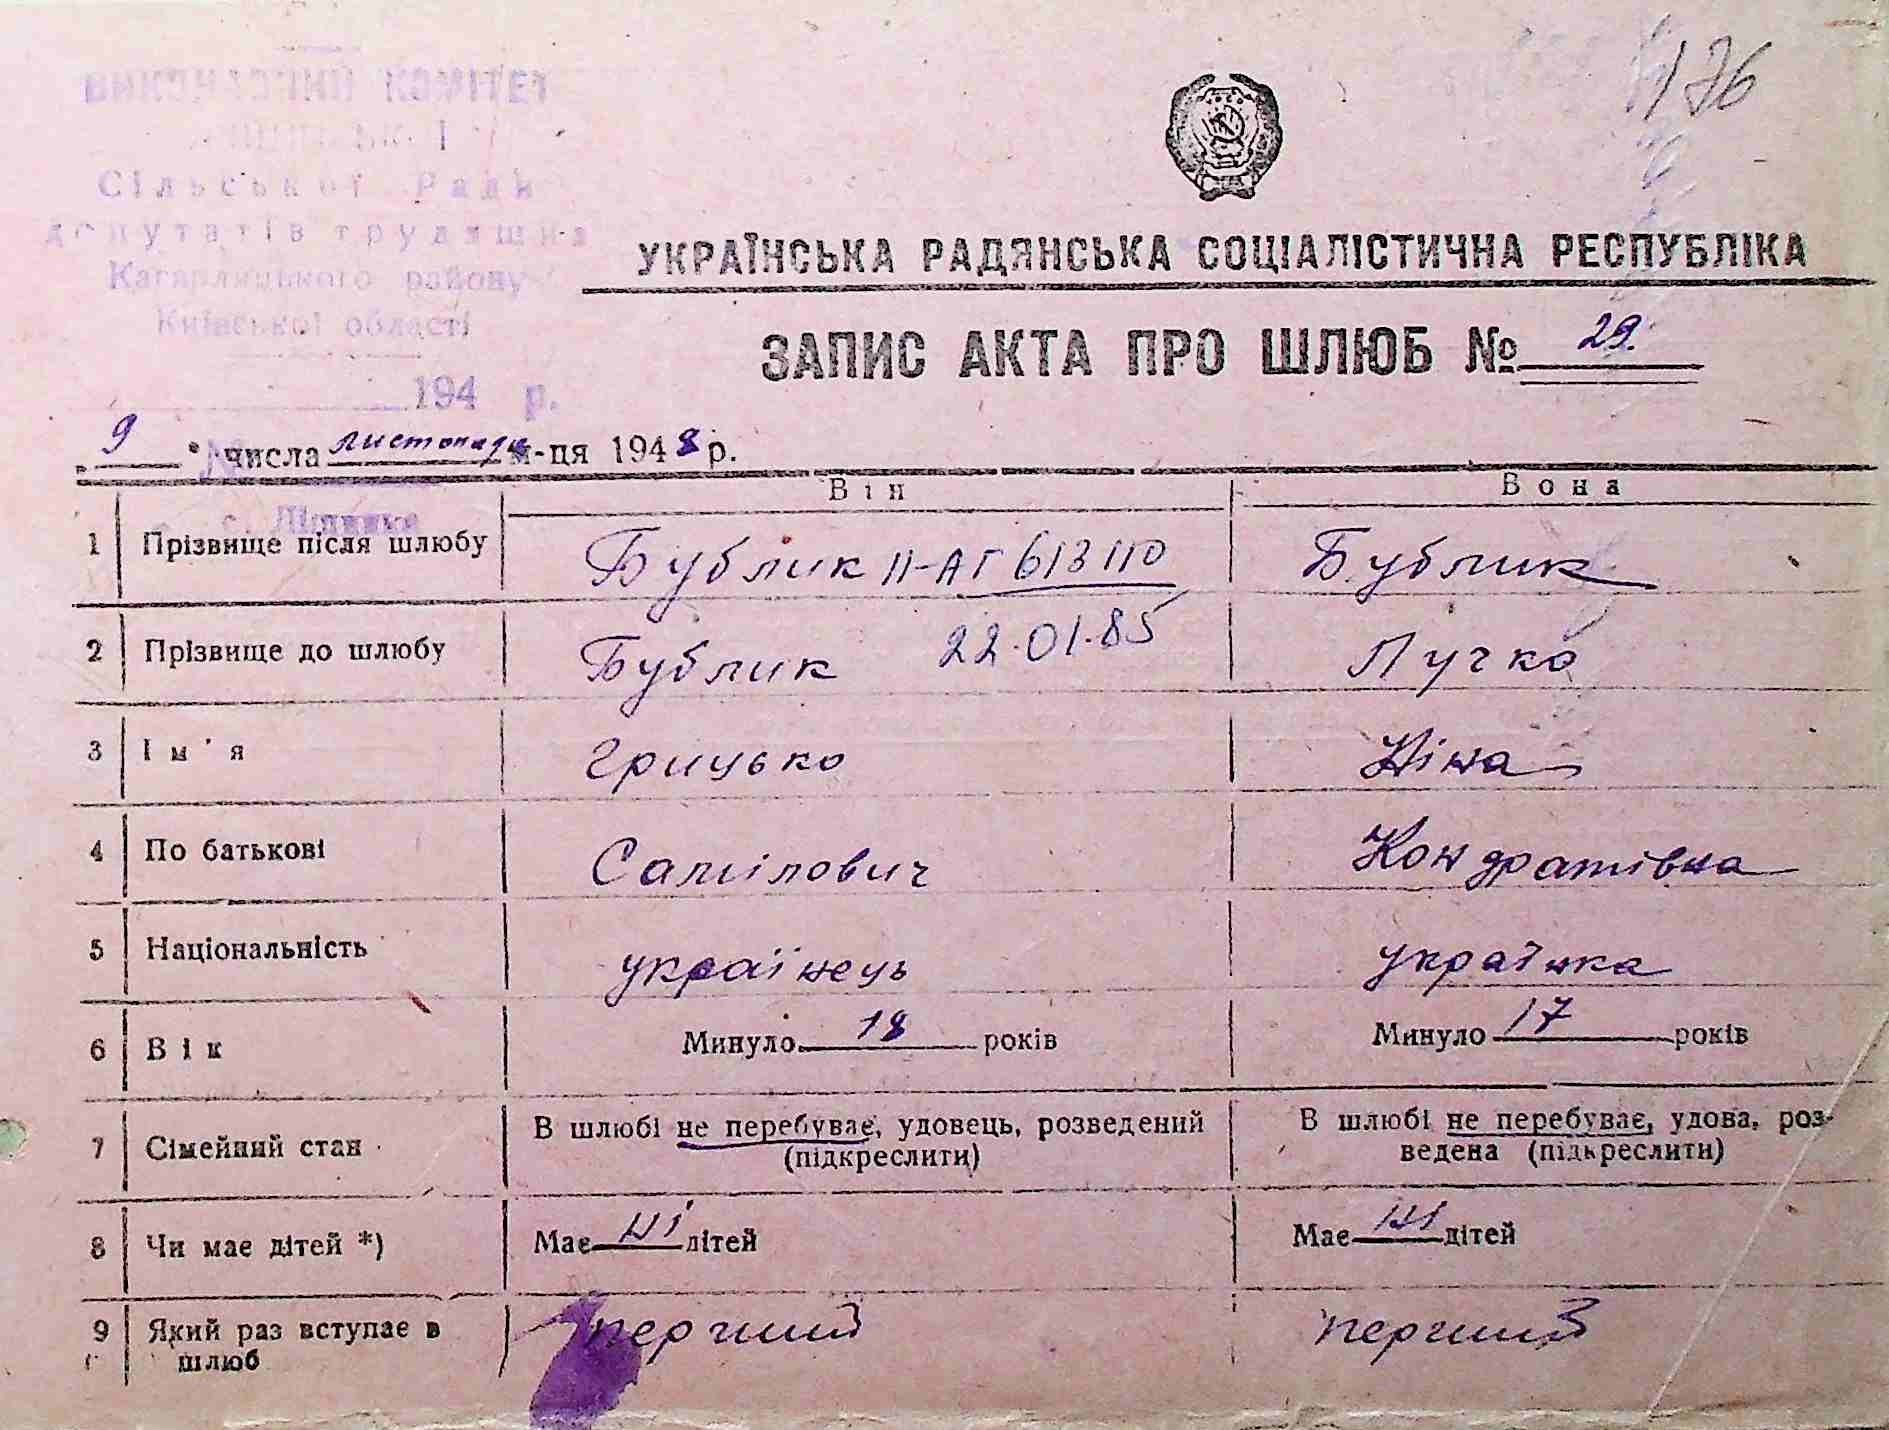 176
ВИКОНАВЧИЙ КОМІТЕТ
Сільської Ради
депутатів трудящих
Кагарлицького району
Київської області
194 р.
УКРАЇНСЬКА РАДЯНСЬКА СОЦІАЛІСТИЧНА РЕСПУБЛІКА
ЗАПИС АКТА ПРО ШЛЮБ № 29.
9 " числа листопада м-ця 1948 р.
Він Вона
1 Прізвище після шлюбу Бублик II-АГ 613110 Бублик
2 Прізвище до шлюбу Бублик 22.01.85 Лучко
3 Ім'я Грицько Ніна
4 По батькові Самілович Кондратівна
5 Національність українець українка
6 Вік Минуло 18 років Минуло 17 років
7 Сімейний стан В шлюбі не перебуває, удовець, розведений (підкреслити) В шлюбі не перебуває, удова, роз-
ведена (підкреслити)
8 Чи має дітей *) Має ні дітей Має ні дітей
9 Який раз вступає в шлюб перший перший